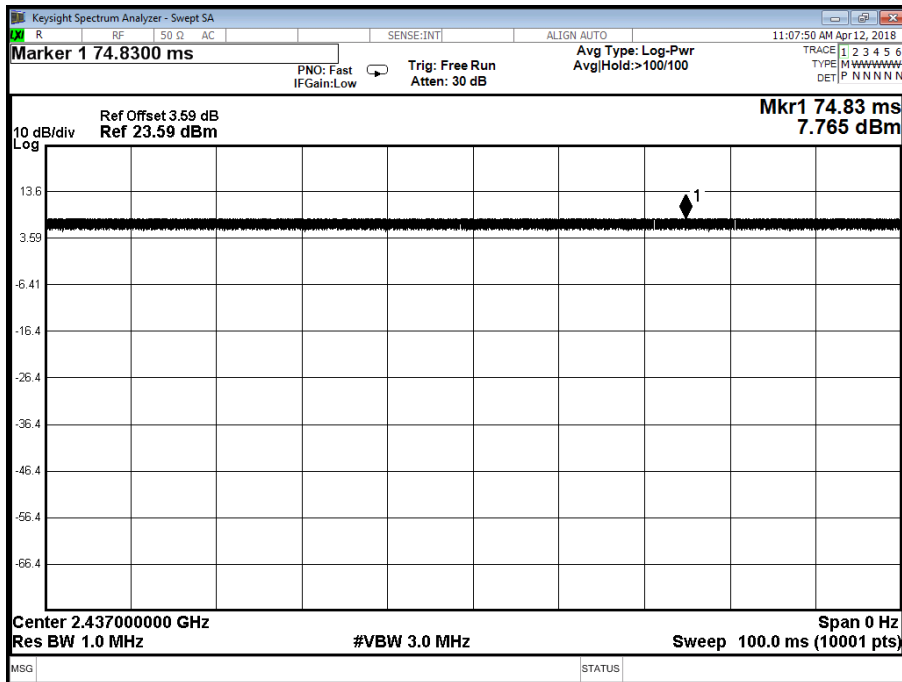 Keysight Spectrum Analyzer - Swept SA
LXI R RF 50 Ω AC SENSE:INT ALIGN AUTO 11:07:50 AM Apr 12, 2018
Marker 1 74.8300 ms
PNO: Fast
IFGain:Low
Trig: Free Run
Atten: 30 dB
Avg Type: Log-Pwr
Avg|Hold:>100/100
TRACE 1 2 3 4 5 6
TYPE M WWWWW
DET P N N N N N
Mkr1 74.83 ms
7.765 dBm
Ref Offset 3.59 dB
10 dB/div Ref 23.59 dBm
Log
1
13.6
3.59
-6.41
-16.4
-26.4
-36.4
-46.4
-56.4
-66.4
Center 2.437000000 GHz Span 0 Hz
Res BW 1.0 MHz #VBW 3.0 MHz Sweep 100.0 ms (10001 pts)
MSG STATUS